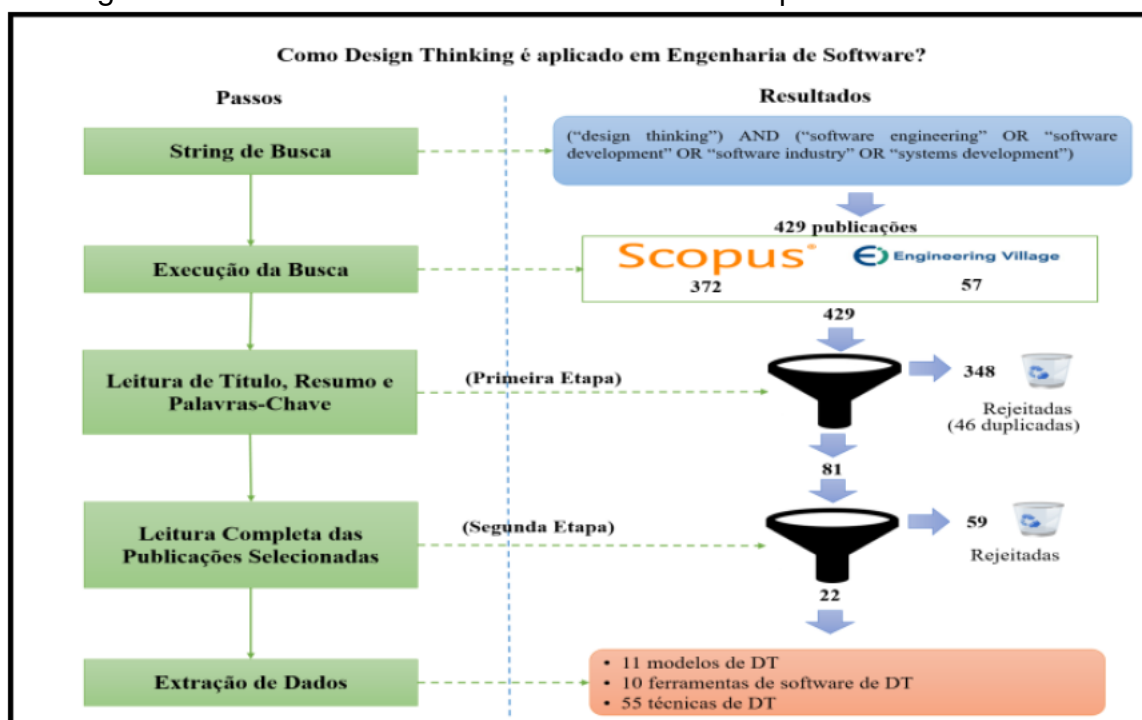 Como Design Thinking é aplicado em Engenharia de Software?
Passos
Resultados
String de Busca
(“design thinking”) AND (“software engineering” OR “software
development” OR “software industry” OR “systems development”)
429 publicações
Execução da Busca
Scopus®
372
Engineering Village
57
429
Leitura de Título, Resumo e
Palavras-Chave
(Primeira Etapa)
348
Rejeitadas
(46 duplicadas)
81
Leitura Completa das
Publicações Selecionadas
(Segunda Etapa)
59
Rejeitadas
22
Extração de Dados
• 11 modelos de DT
• 10 ferramentas de software de DT
• 55 técnicas de DT